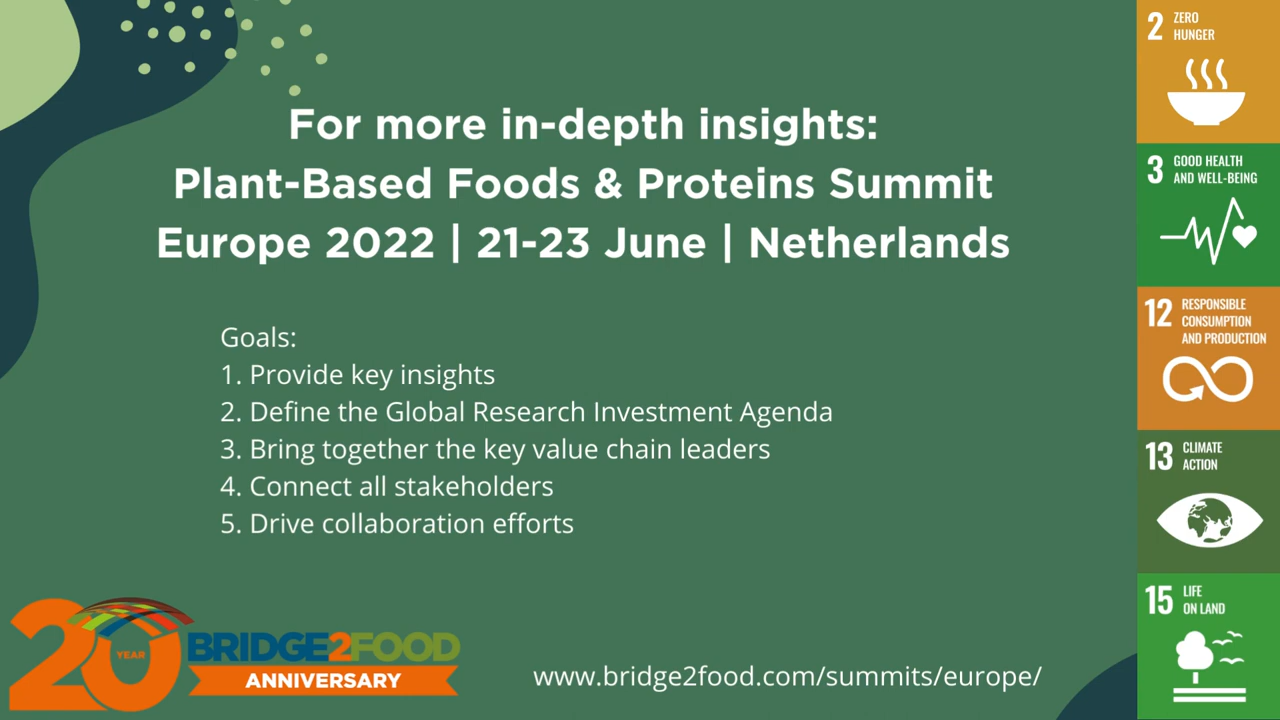 For more in-depth insights:
Plant-Based Foods & Proteins Summit
Europe 2022 | 21-23 June | Netherlands
Goals:
1. Provide key insights
2. Define the Global Research Investment Agenda
3. Bring together the key value chain leaders
4. Connect all stakeholders
5. Drive collaboration efforts
20
YEAR
BRIDGE2FOOD
ANNIVERSARY
www.bridge2food.com/summits/europe/
2 ZERO
HUNGER
3 GOOD HEALTH
AND WELL-BEING
12 RESPONSIBLE
CONSUMPTION
AND PRODUCTION
13 CLIMATE
ACTION
15 LIFE
ON LAND